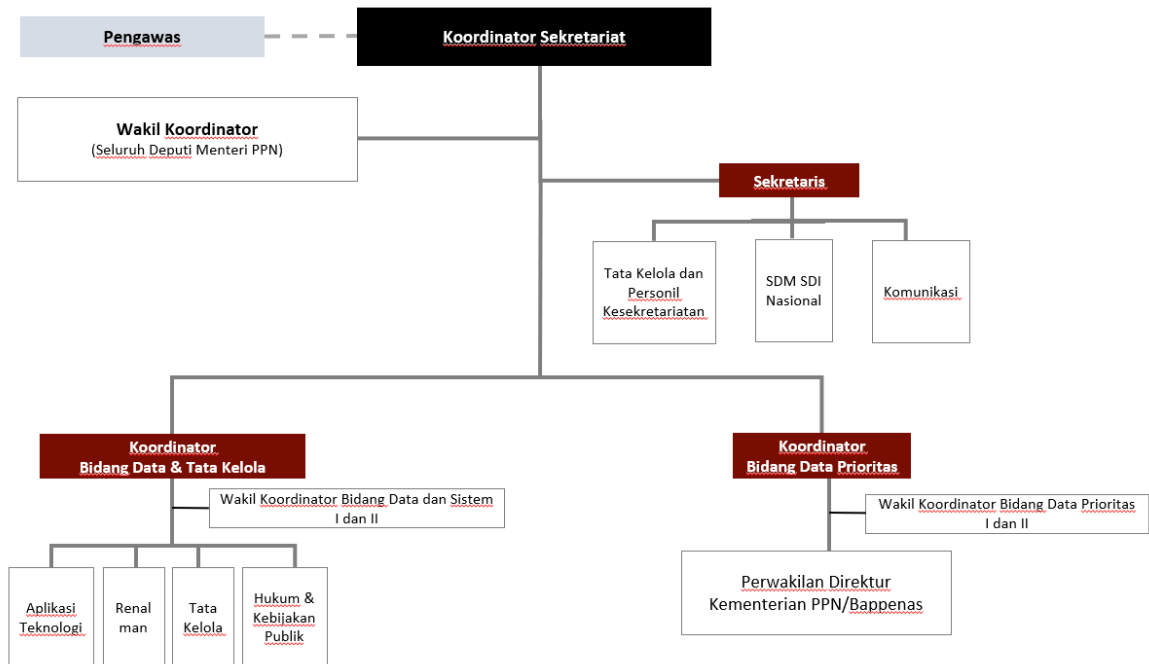 Pengawas
Koordinator Sekretariat
Wakil Koordinator
(Seluruh Deputi Menteri PPN)
Sekretaris
Tata Kelola dan
Personil
Kesekretariatan
SDM SDI
Nasional
Komunikasi
Koordinator
Bidang Data & Tata Kelola
Koordinator
Bidang Data Prioritas
Wakil Koordinator Bidang Data dan Sistem
I dan II
Wakil Koordinator Bidang Data Prioritas
I dan II
Aplikasi
Teknologi
Renal
man
Tata
Kelola
Hukum &
Kebijakan
Publik
Perwakilan Direktur
Kementerian PPN/Bappenas